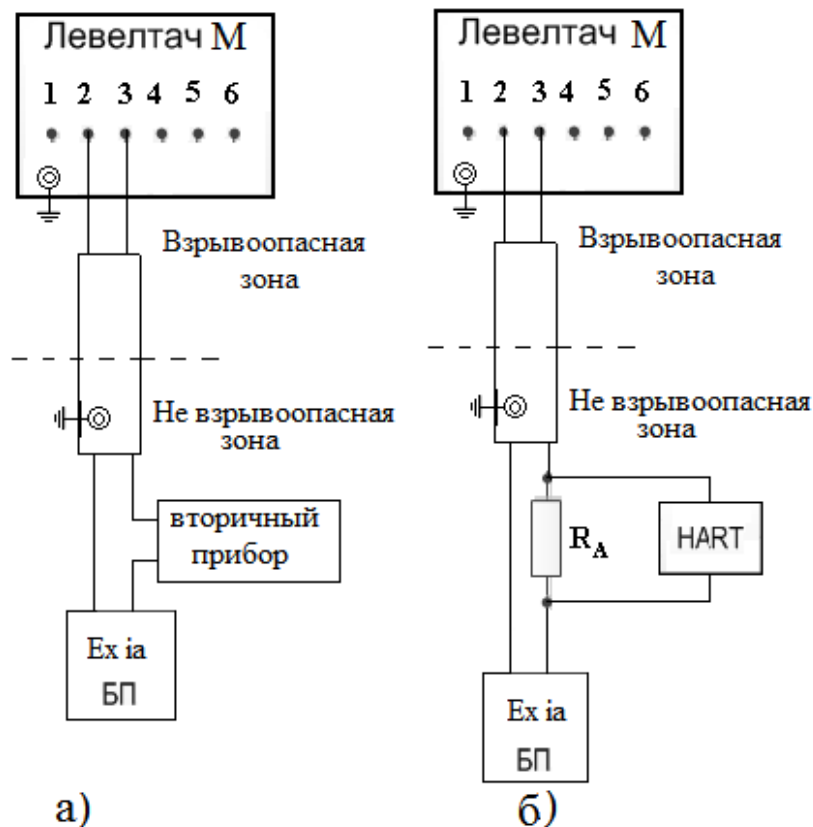 Левелтач М
1 2 3 4 5 6
Взрывоопасная
зона
Не взрывоопасная
зона
вторичный
прибор
Ex ia
БП
а)
Левелтач М
1 2 3 4 5 6
Взрывоопасная
зона
Не взрывоопасная
зона
RA
HART
Ex ia
БП
б)